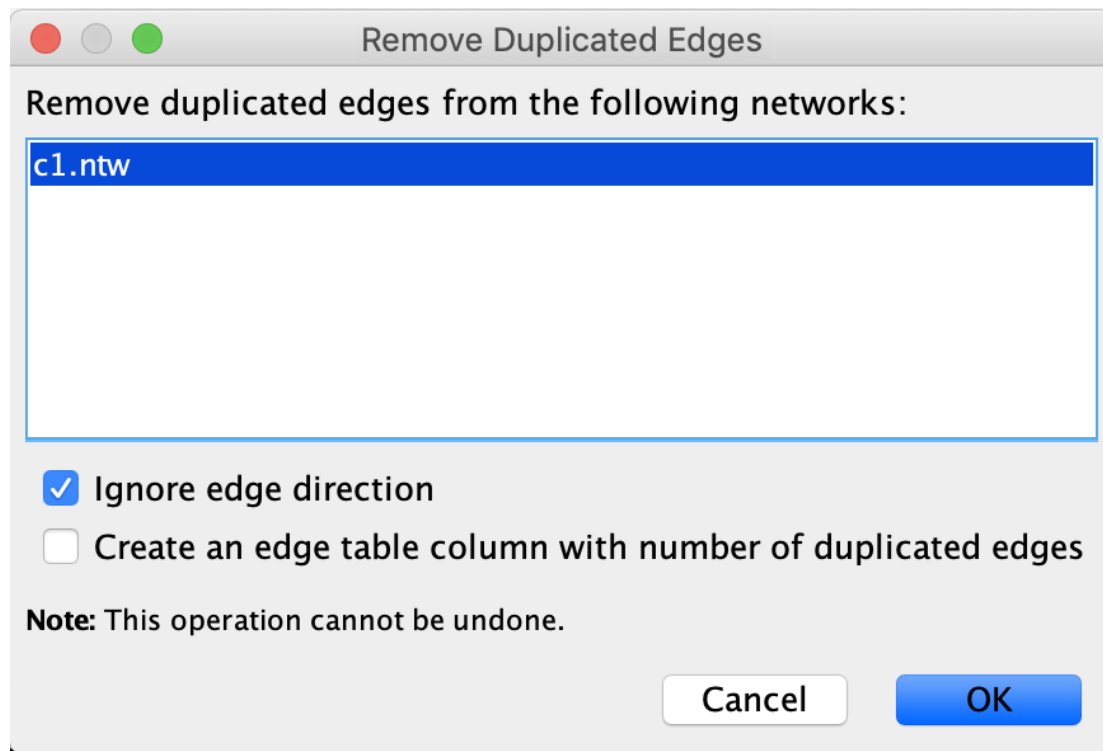 Remove Duplicated Edges
Remove duplicated edges from the following networks:
c1.ntw
Ignore edge direction
Create an edge table column with number of duplicated edges
Note: This operation cannot be undone.
Cancel OK